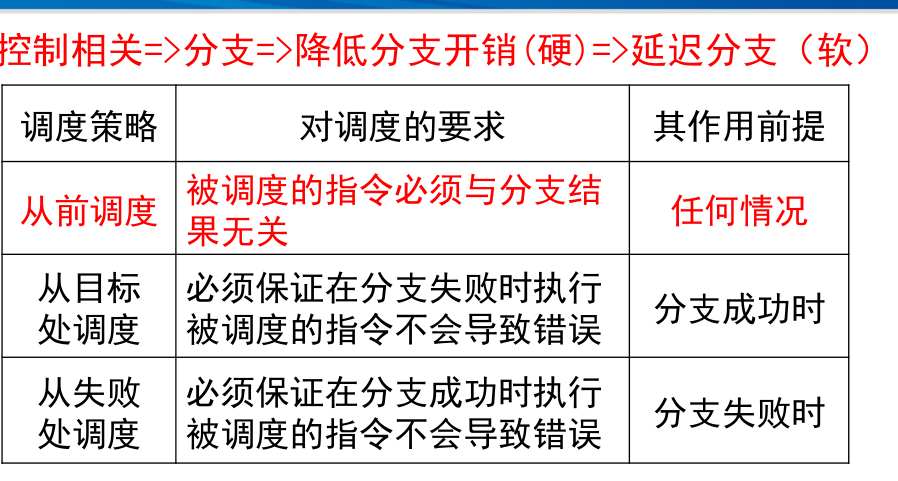 控制相关=>分支=>降低分支开销(硬)=>延迟分支（软）
调度策略 对调度的要求 其作用前提
从前调度 被调度的指令必须与分支结
果无关 任何情况
从目标
处调度
必须保证在分支失败时执行
被调度的指令不会导致错误
分支成功时
从失败
处调度
必须保证在分支成功时执行
被调度的指令不会导致错误
分支失败时